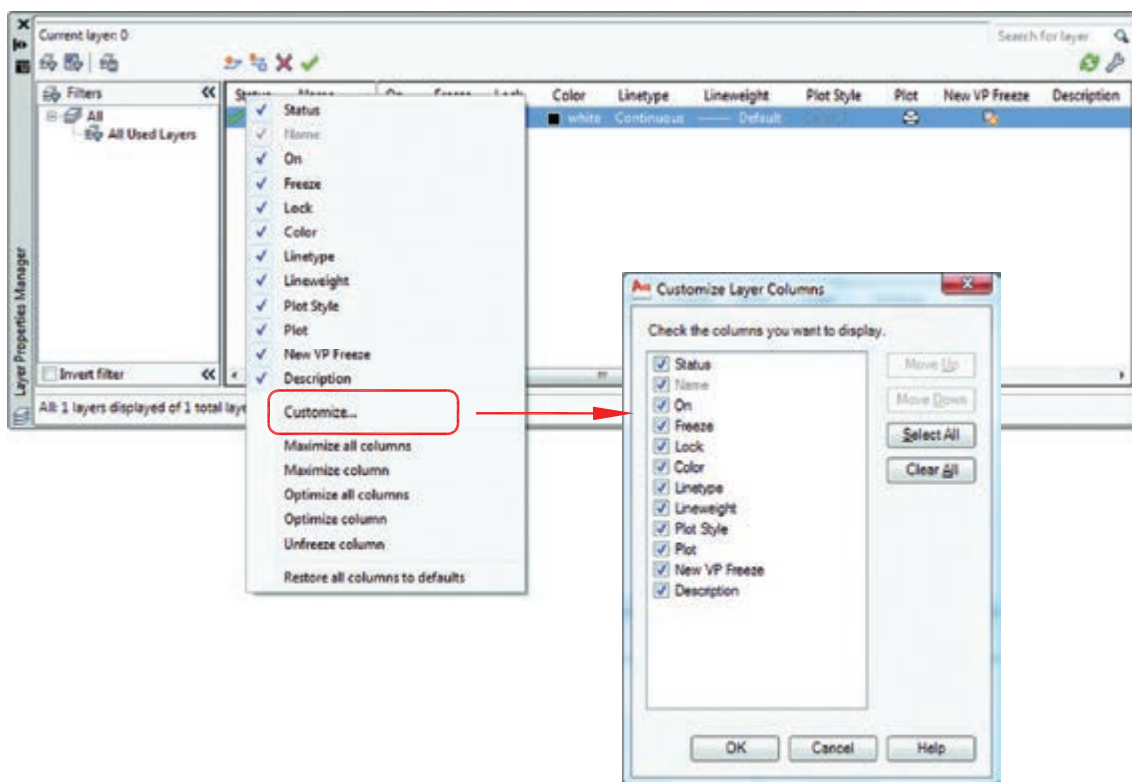 Current layer: 0
Search for layer
Filters
All
All Used Layers
Invert filter
All: 1 layers displayed of 1 total laye
Layer Properties Manager
Status Name On Freeze Lock Color Linetype Lineweight Plot Style Plot New VP Freeze Description
white Continuous Default
Status
Name
On
Freeze
Lock
Color
Linetype
Lineweight
Plot Style
Plot
New VP Freeze
Description
Customize...
Maximize all columns
Maximize column
Optimize all columns
Optimize column
Unfreeze column
Restore all columns to defaults
Customize Layer Columns
Check the columns you want to display.
Status
Name
On
Freeze
Lock
Color
Linetype
Lineweight
Plot Style
Plot
New VP Freeze
Description
Move Up
Move Down
Select All
Clear All
OK
Cancel
Help